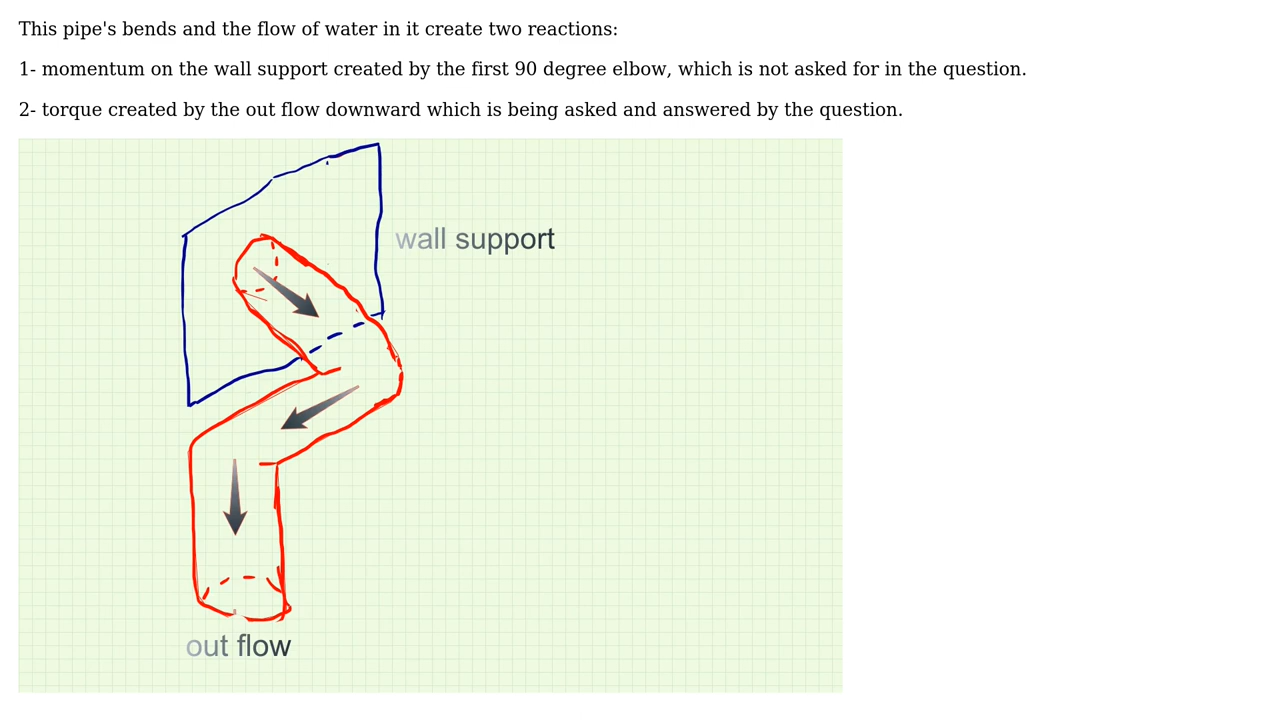 This pipe's bends and the flow of water in it create two reactions:
1- momentum on the wall support created by the first 90 degree elbow, which is not asked for in the question.
2- torque created by the out flow downward which is being asked and answered by the question.
wall support
out flow